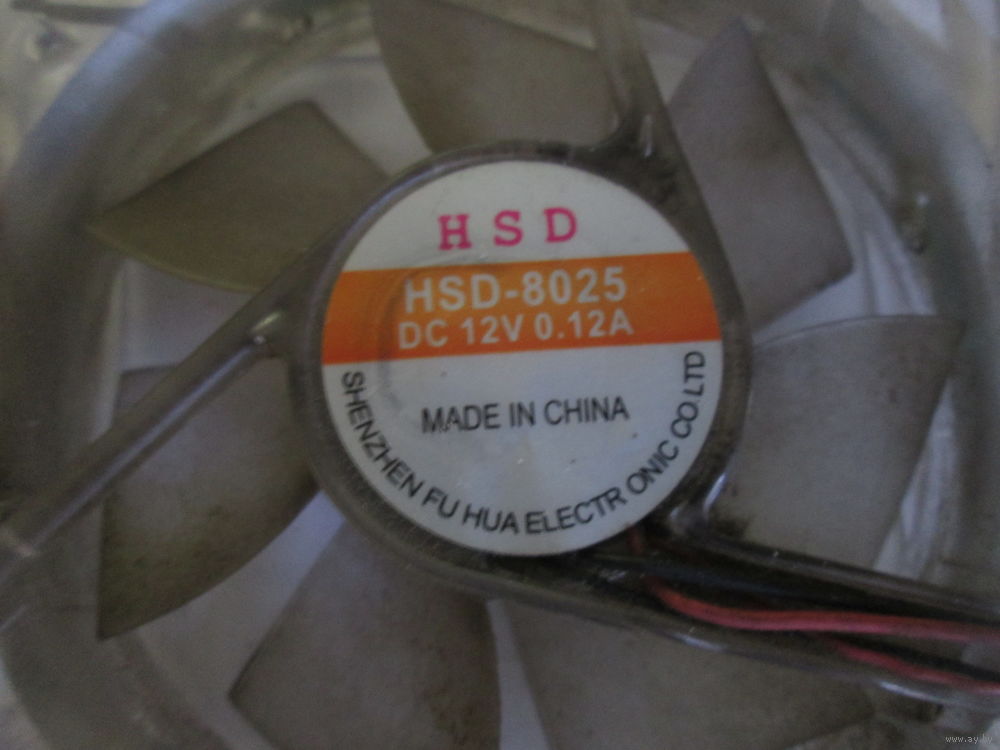 HSD
HSD-8025
DC 12V 0.12A
MADE IN CHINA
SHENZHEN FU HUA ELECTR ONIC CO.LTD
www.ay.by